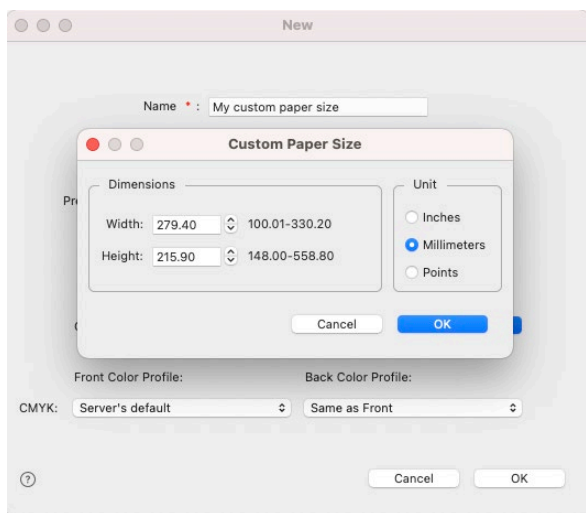 New
Name * : My custom paper size
Custom Paper Size
Dimensions
Unit
Width: 279.40 100.01-330.20
Inches
Height: 215.90 148.00-558.80
Millimeters
Points
Cancel OK
Front Color Profile: Back Color Profile:
CMYK: Server's default Same as Front
? Cancel OK